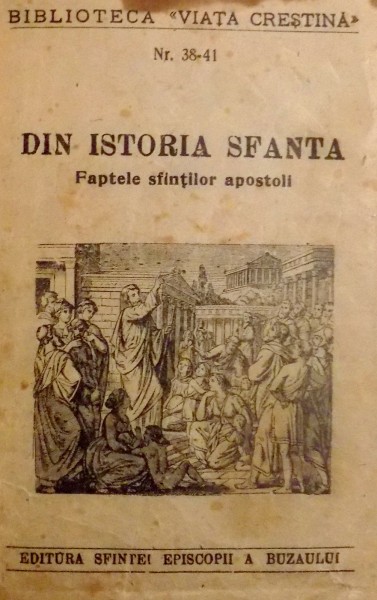 BIBLIOTECA “VIAȚA CREȘTINĂ”
Nr. 38-41
DIN ISTORIA SFANTA
Faptele sfinților apostoli
EDITURA SFINTEI EPISCOPII A BUZAULUI